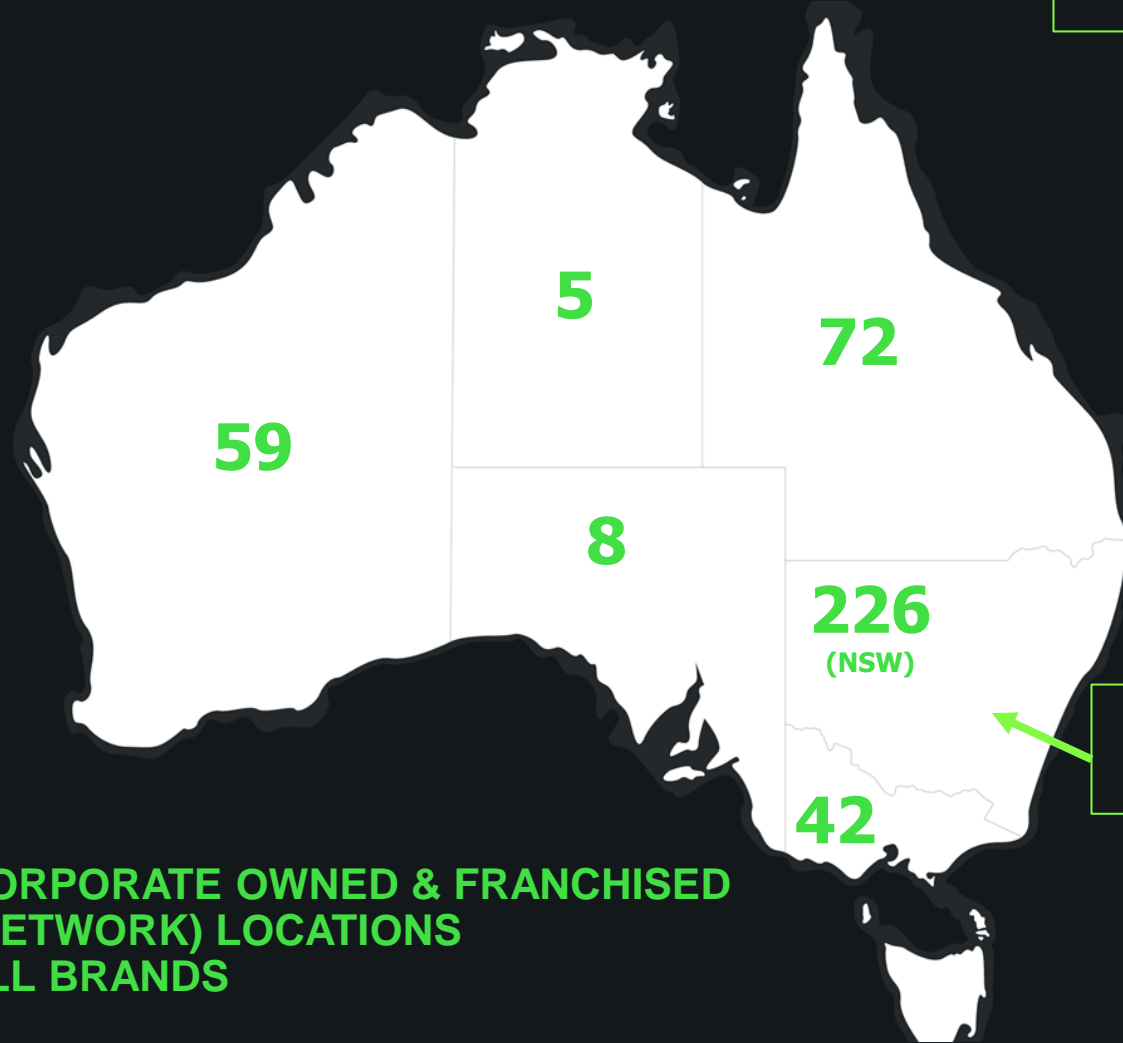 5
72
59
8
226
(NSW)
42
ORPORATE OWNED & FRANCHISED
ETWORK) LOCATIONS
LL BRANDS